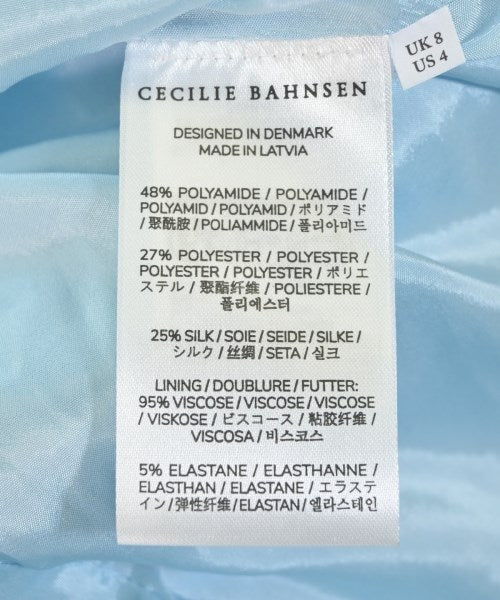 UK 8
US 4
CECILIE BAHNSEN
DESIGNED IN DENMARK
MADE IN LATVIA
48% POLYAMIDE / POLYAMIDE /
POLYAMID / POLYAMID / ポリアミド
/ 聚酰胺 / POLIAMMIDE / 폴리아미드
27% POLYESTER / POLYESTER /
POLYESTER / POLYESTER / ポリエ
ステル / 聚酯纤维 / POLIESTERE /
폴리에스터
25% SILK / SOIE / SEIDE / SILKE /
シルク / 丝绸 / SETA / 실크
LINING / DOUBLURE / FUTTER:
95% VISCOSE / VISCOSE / VISCOSE
/ VISKOSE / ビスコース / 粘胶纤维 /
VISCOSA / 비스코스
5% ELASTANE / ELASTHANNE /
ELASTHAN / ELASTANE / エラステ
イン / 弹性纤维 / ELASTAN / 엘라스테인